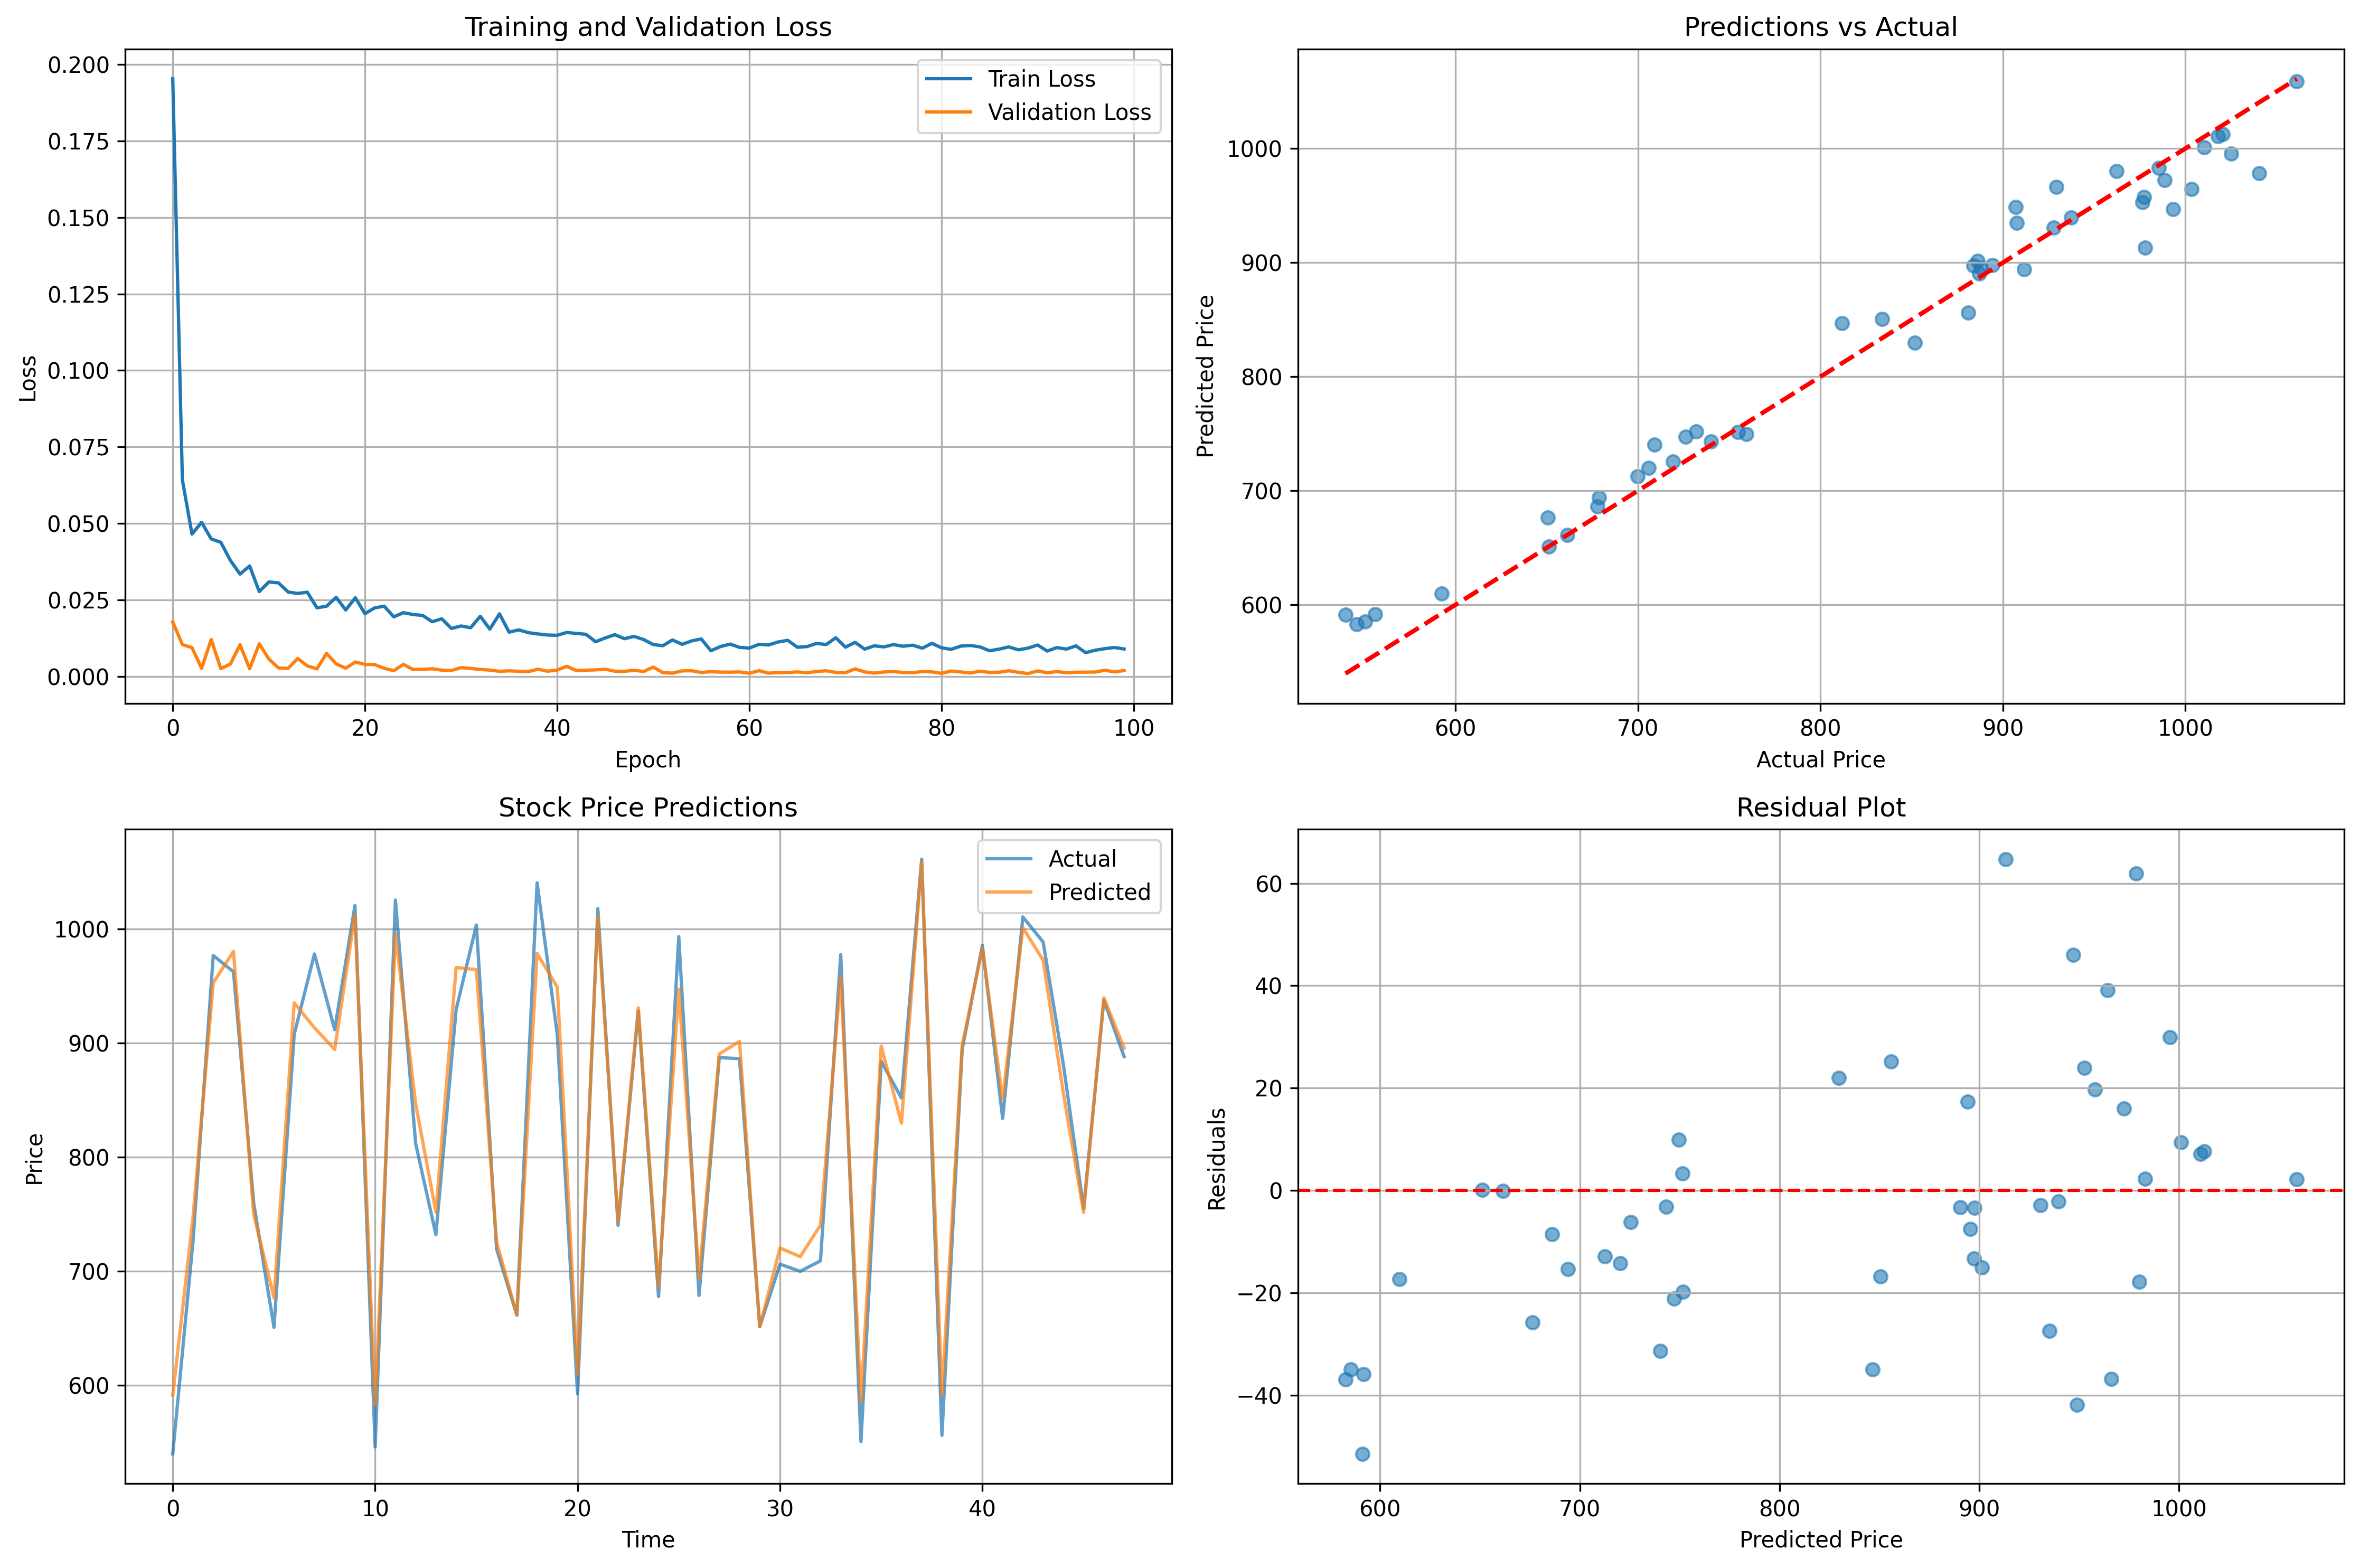 Training and Validation Loss
Train Loss
Validation Loss
0.200
0.175
0.150
0.125
0.100
0.075
0.050
0.025
0.000
Loss
0 20 40 60 80 100
Epoch
Predictions vs Actual
1000
900
800
700
600
Predicted Price
600 700 800 900 1000
Actual Price
Stock Price Predictions
Actual
Predicted
1000
900
800
700
600
Price
0 10 20 30 40
Time
Residual Plot
60
40
20
0
−20
−40
Residuals
600 700 800 900 1000
Predicted Price